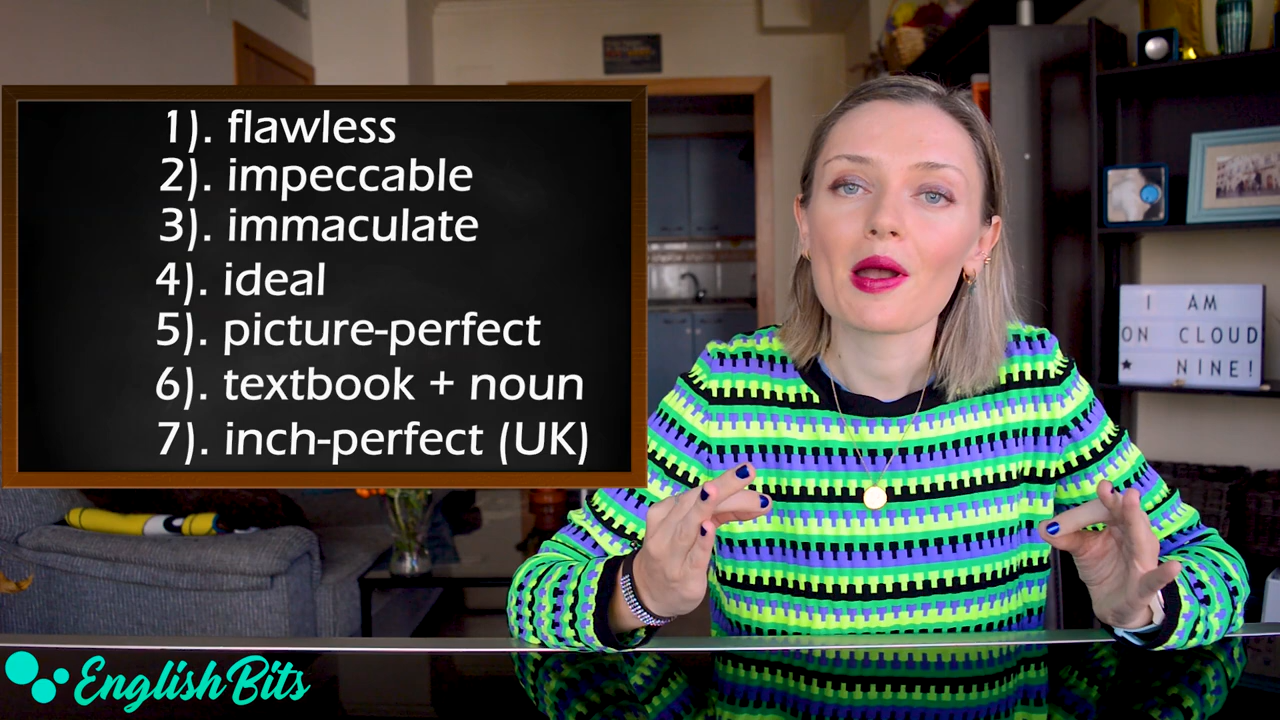 1). flawless
2). impeccable
3). immaculate
4). ideal
5). picture-perfect
6). textbook + noun
7). inch-perfect (UK)
I AM
ON CLOUD
★ NINE!
EnglishBits